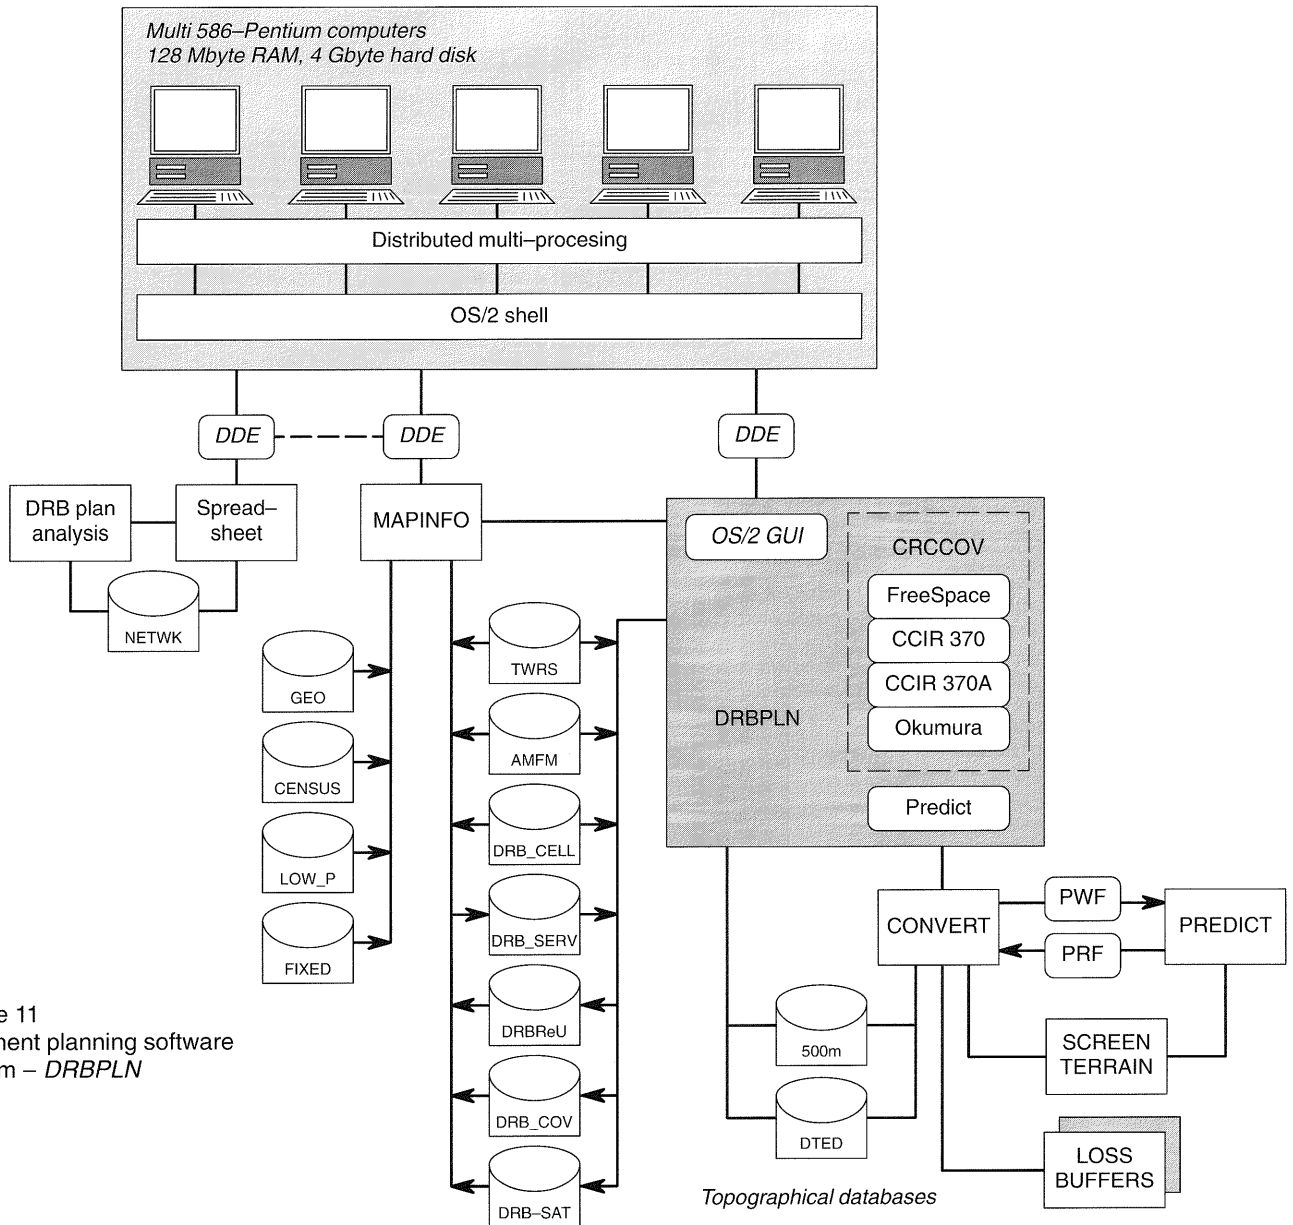 Multi 586–Pentium computers
128 Mbyte RAM, 4 Gbyte hard disk
Distributed multi–procesing
OS/2 shell
DDE
DDE
DDE
DRB plan
analysis
Spread–
sheet
MAPINFO
NETWK
GEO
CENSUS
LOW_P
FIXED
TWRS
AMFM
DRB_CELL
DRB_SERV
DRBReU
DRB_COV
DRB–SAT
OS/2 GUI
CRCCOV
FreeSpace
CCIR 370
CCIR 370A
Okumura
DRBPLN
Predict
CONVERT
PWF
PRF
PREDICT
500m
DTED
SCREEN
TERRAIN
LOSS
BUFFERS
Topographical databases
e 11
ment planning software
m – DRBPLN